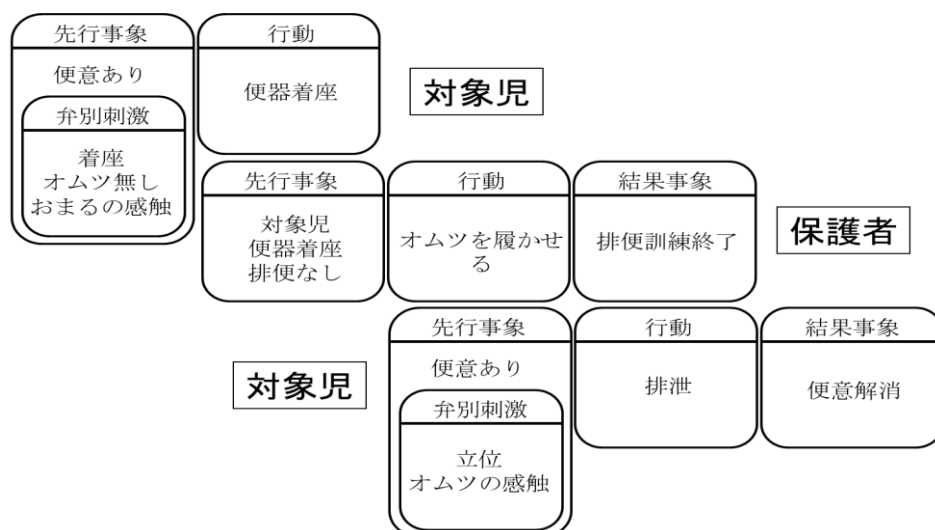 先行事象
便意あり
弁別刺激
着座
オムツ無し
おまるの感触
行動
便器着座
対象児
先行事象
対象児
便器着座
排便なし
行動
オムツを履かせ
る
結果事象
排便訓練終了
保護者
対象児
先行事象
便意あり
弁別刺激
立位
オムツの感触
行動
排泄
結果事象
便意解消